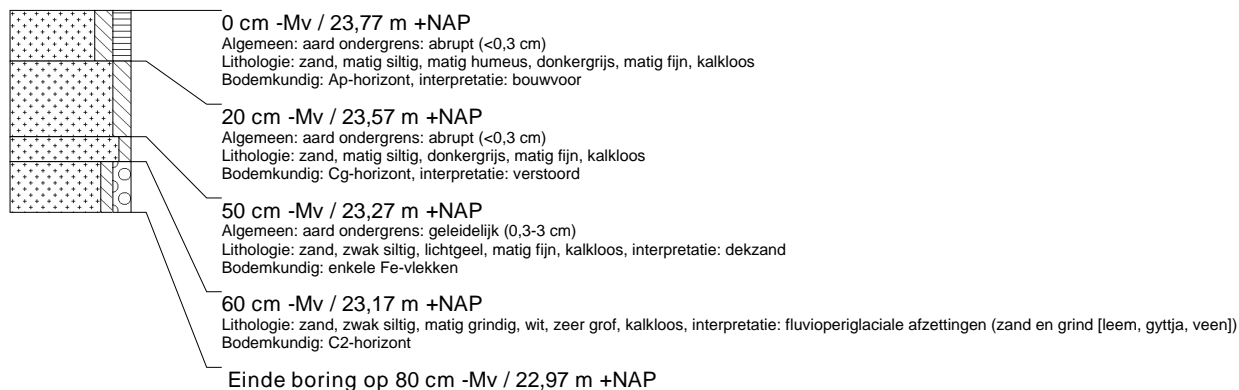 0 cm -Mv / 23,77 m +NAP
Algemeen: aard ondergrens: abrupt (<0,3 cm)
Lithologie: zand, matig siltig, matig humeus, donkergrijs, matig fijn, kalkloos
Bodemkundig: Ap-horizont, interpretatie: bouwvoor
20 cm -Mv / 23,57 m +NAP
Algemeen: aard ondergrens: abrupt (<0,3 cm)
Lithologie: zand, matig siltig, donkergrijs, matig fijn, kalkloos
Bodemkundig: Cg-horizont, interpretatie: verstoord
50 cm -Mv / 23,27 m +NAP
Algemeen: aard ondergrens: geleidelijk (0,3-3 cm)
Lithologie: zand, zwak siltig, lichtgeel, matig fijn, kalkloos, interpretatie: dekzand
Bodemkundig: enkele Fe-vlekken
60 cm -Mv / 23,17 m +NAP
Lithologie: zand, zwak siltig, matig grindig, wit, zeer grof, kalkloos, interpretatie: fluvioperiglaciale afzettingen (zand en grind [leem, gyttja, veen])
Bodemkundig: C2-horizont
Einde boring op 80 cm -Mv / 22,97 m +NAP